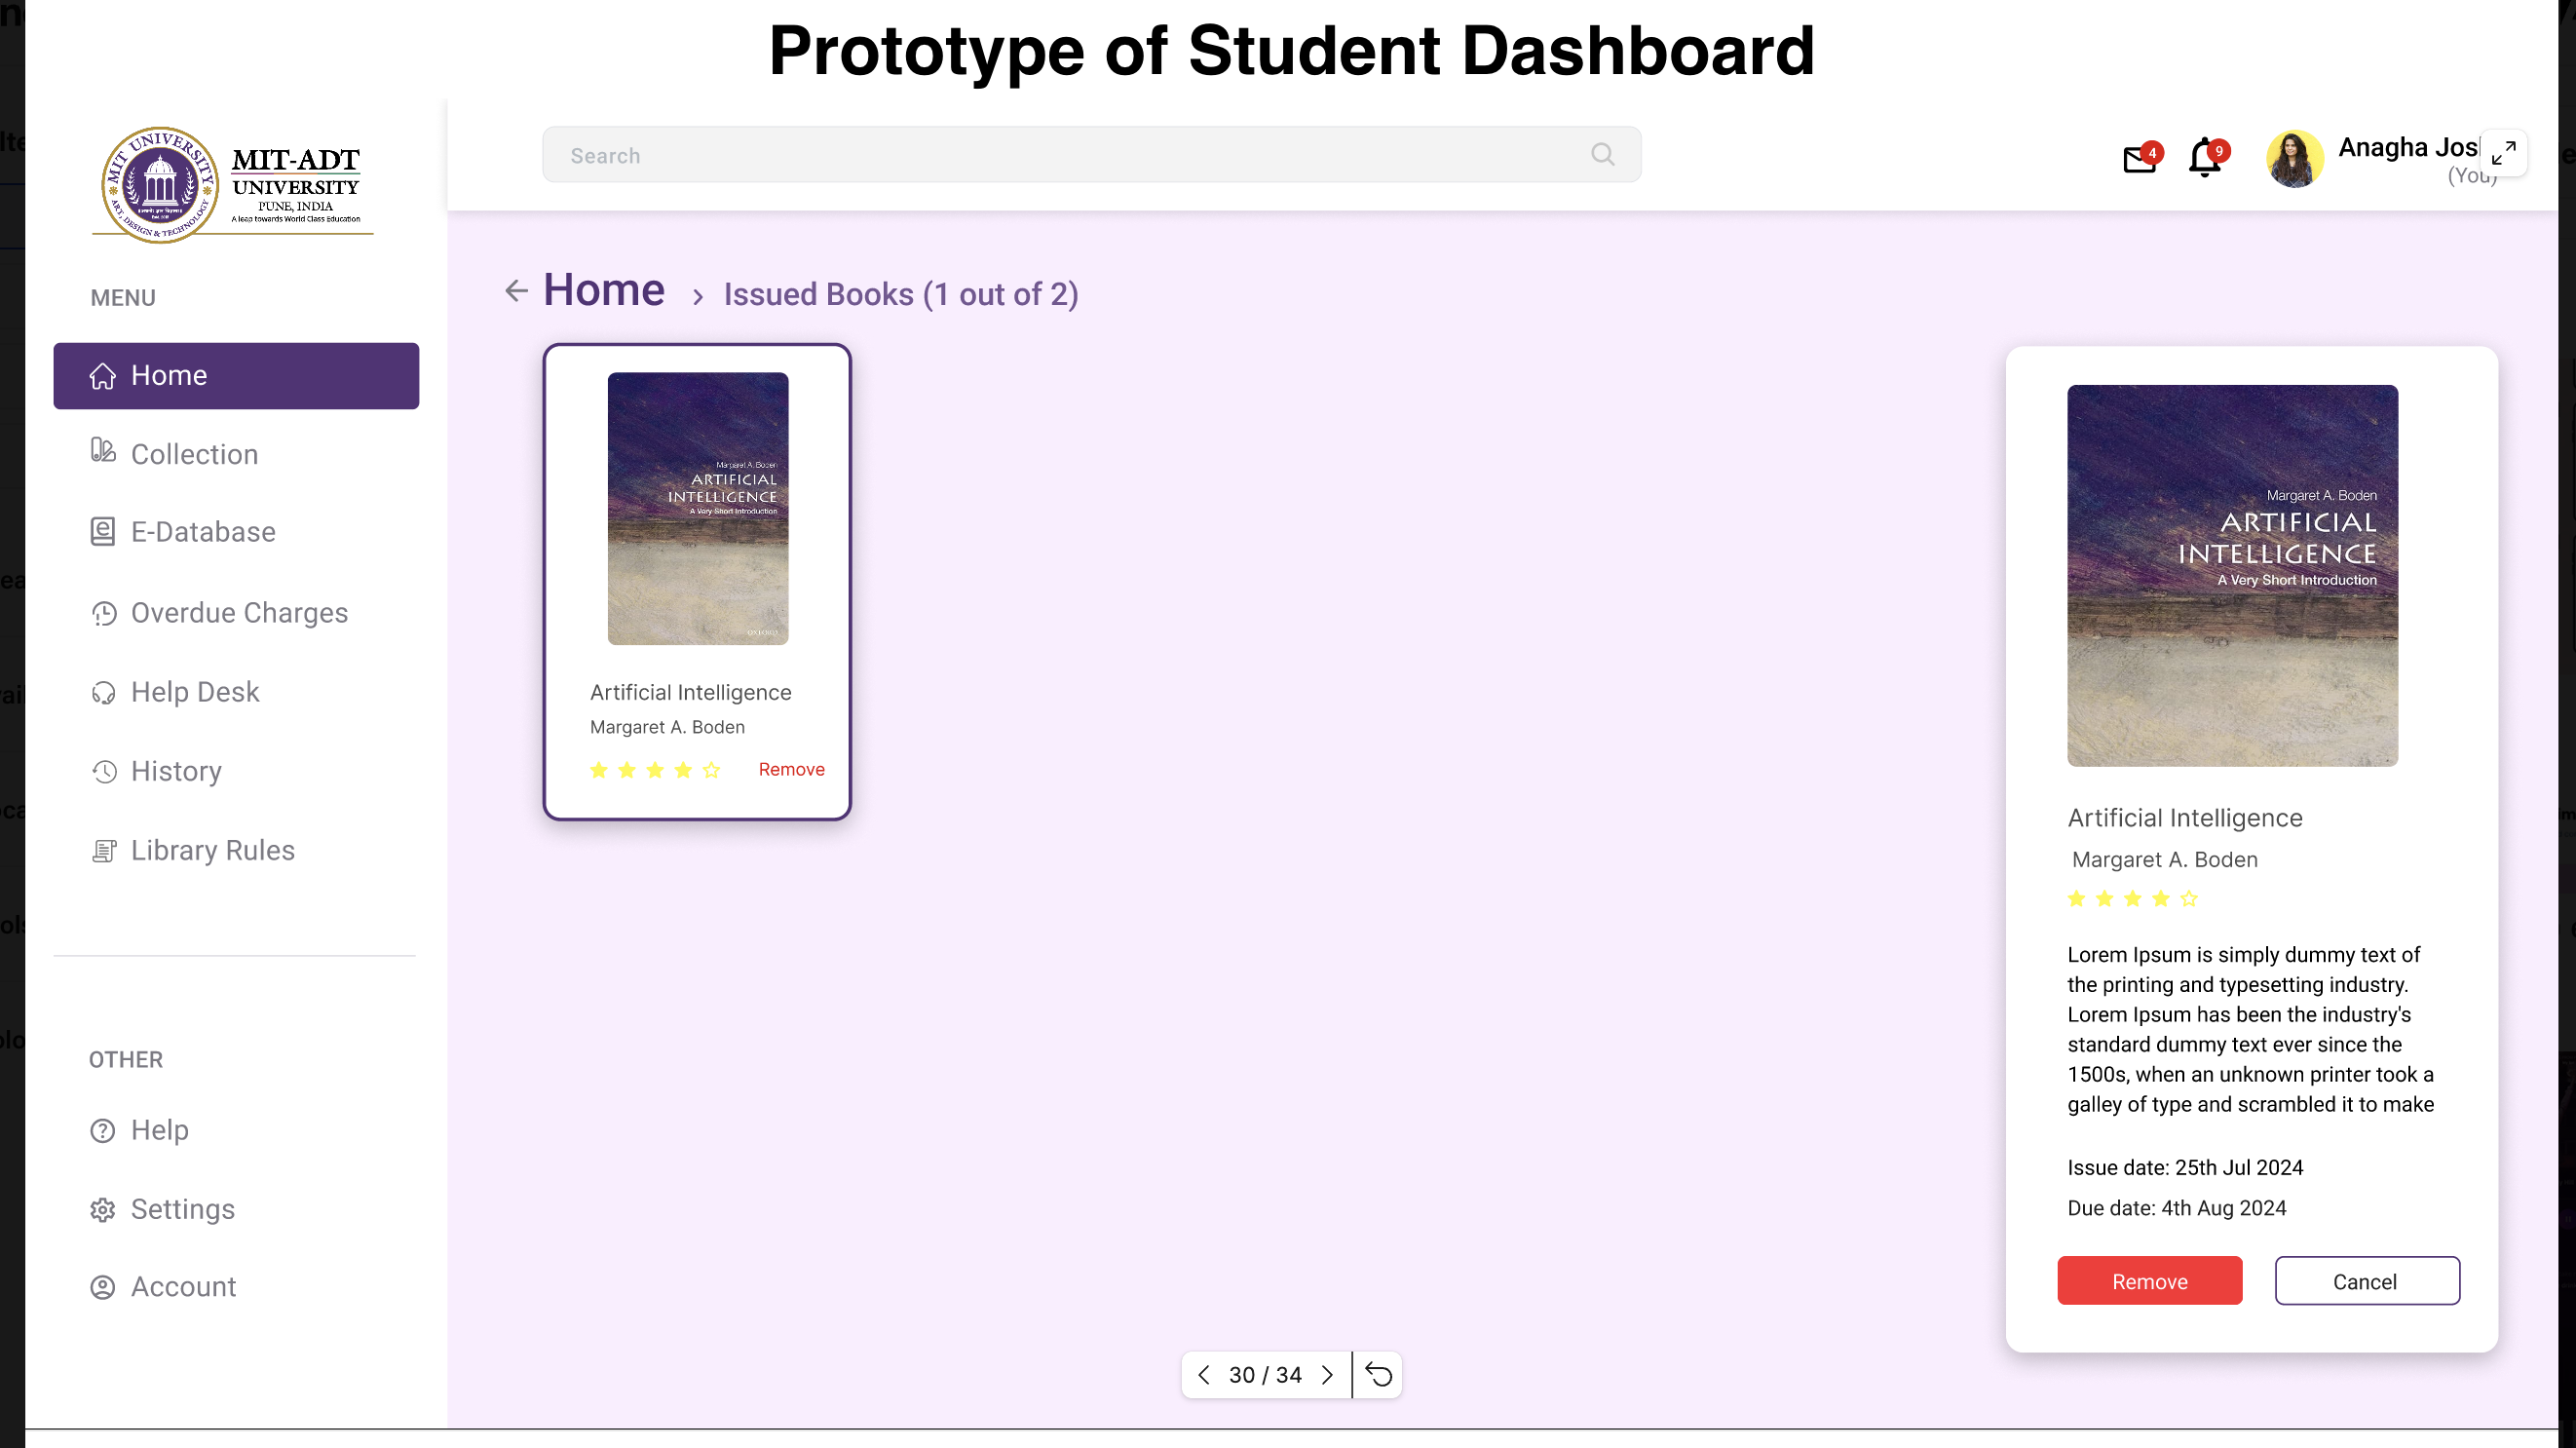 Prototype of Student Dashboard
MIT UNIVERSITY
ART, DESIGN & TECHNOLOGY
MIT-ADT
UNIVERSITY
PUNE, INDIA
A leap towards World Class Education
Search
4
9
Anagha Jos
(You)
MENU
Home
Collection
E-Database
Overdue Charges
Help Desk
History
Library Rules
OTHER
Help
Settings
Account
Home › Issued Books (1 out of 2)
Margaret A. Boden
ARTIFICIAL
INTELLIGENCE
A Very Short Introduction
OXFORD
Artificial Intelligence
Margaret A. Boden
Remove
Margaret A. Boden
ARTIFICIAL
INTELLIGENCE
A Very Short Introduction
Artificial Intelligence
Margaret A. Boden
Lorem Ipsum is simply dummy text of
the printing and typesetting industry.
Lorem Ipsum has been the industry's
standard dummy text ever since the
1500s, when an unknown printer took a
galley of type and scrambled it to make
Issue date: 25th Jul 2024
Due date: 4th Aug 2024
Remove
Cancel
30 / 34